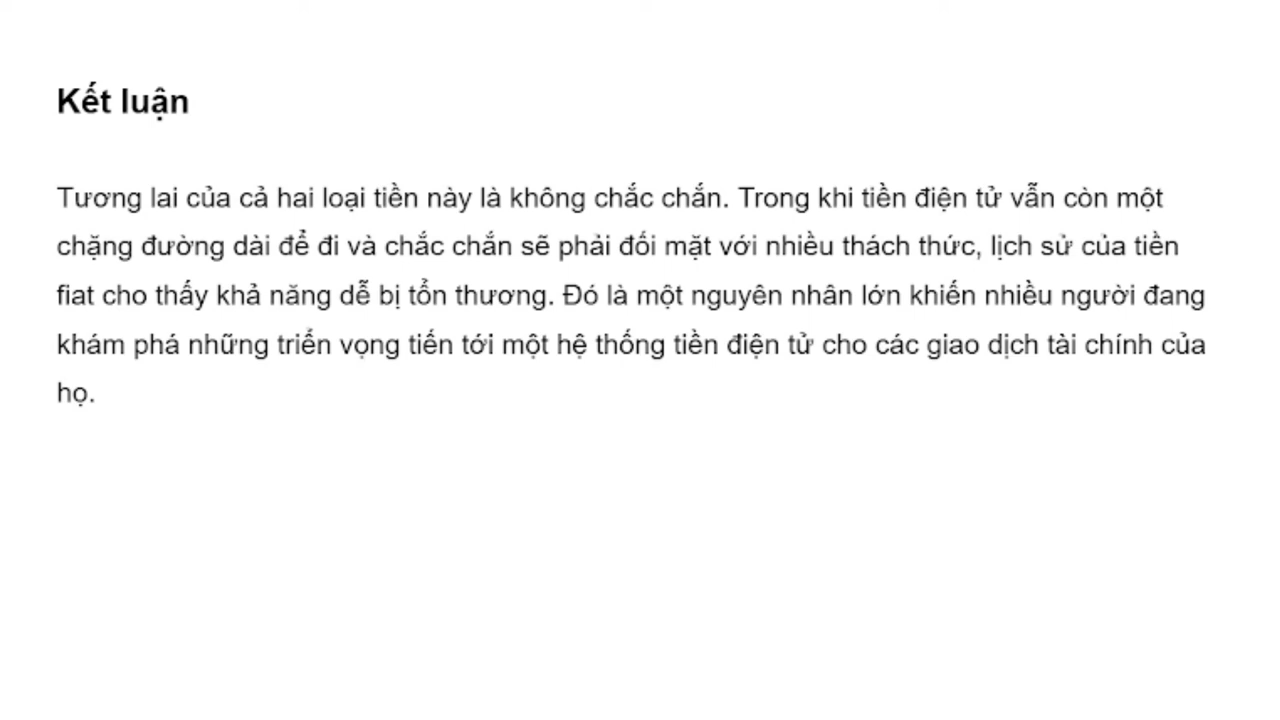 Kết luận
Tương lai của cả hai loại tiền này là không chắc chắn. Trong khi tiền điện tử vẫn còn một
chặng đường dài để đi và chắc chắn sẽ phải đối mặt với nhiều thách thức, lịch sử của tiền
fiat cho thấy khả năng dễ bị tổn thương. Đó là một nguyên nhân lớn khiến nhiều người đang
khám phá những triển vọng tiến tới một hệ thống tiền điện tử cho các giao dịch tài chính của
họ.